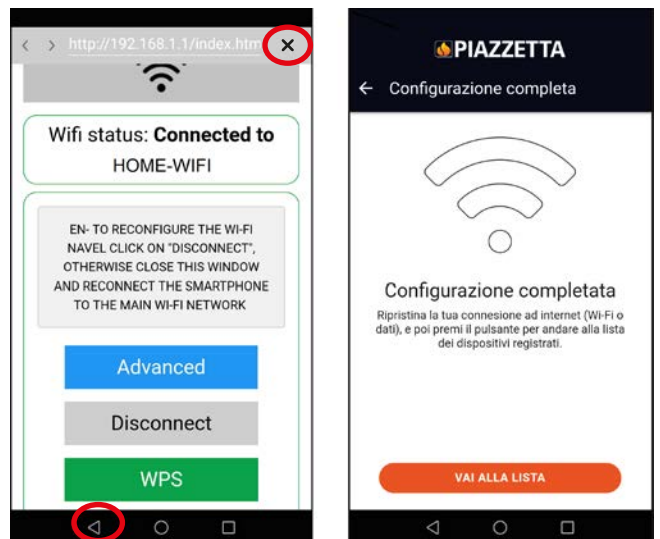 http://192.168.1.1/index.htm
Wifi status: Connected to
HOME-WIFI
EN- TO RECONFIGURE THE WI-FI
NAVEL CLICK ON "DISCONNECT",
OTHERWISE CLOSE THIS WINDOW
AND RECONNECT THE SMARTPHONE
TO THE MAIN WI-FI NETWORK
Advanced
Disconnect
WPS
PIAZZETTA
Configurazione completa
Configurazione completata
Ripristina la tua connesione ad internet (Wi-Fi o
dati), e poi premi il pulsante per andare alla lista
dei dispositivi registrati.
VAI ALLA LISTA